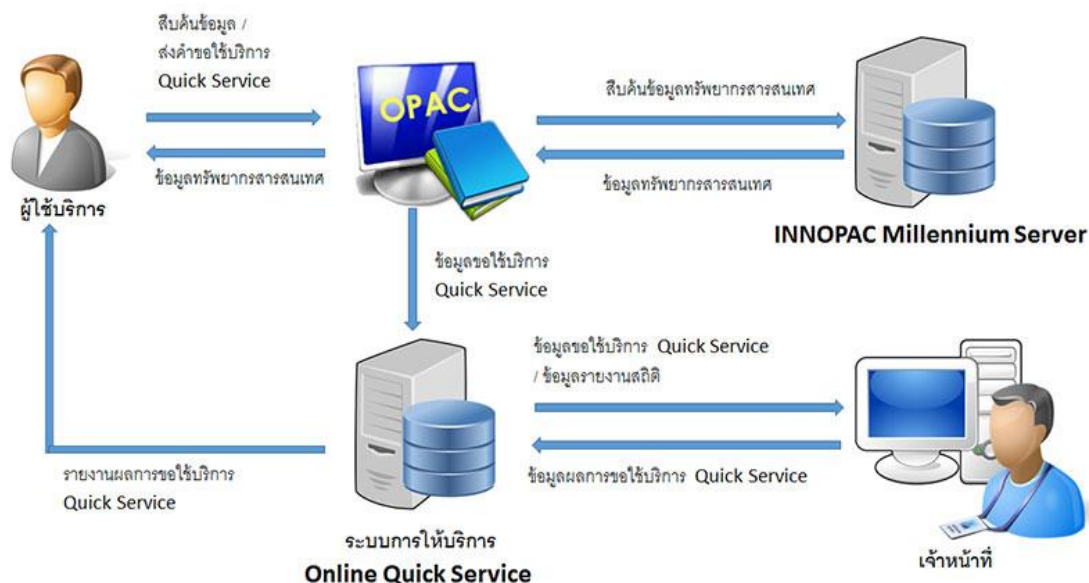 สืบค้นข้อมูล /
ส่งคำขอใช้บริการ
Quick Service
OPAC
สืบค้นข้อมูลทรัพยากรสารสนเทศ
ข้อมูลทรัพยากรสารสนเทศ
ข้อมูลทรัพยากรสารสนเทศ
ผู้ใช้บริการ
INNOPAC Millennium Server
ข้อมูลขอใช้บริการ
Quick Service
ข้อมูลขอใช้บริการ Quick Service
/ ข้อมูลรายงานสถิติ
รายงานผลการขอใช้บริการ
Quick Service
ข้อมูลผลการขอใช้บริการ Quick Service
ระบบการให้บริการ
Online Quick Service
เจ้าหน้าที่